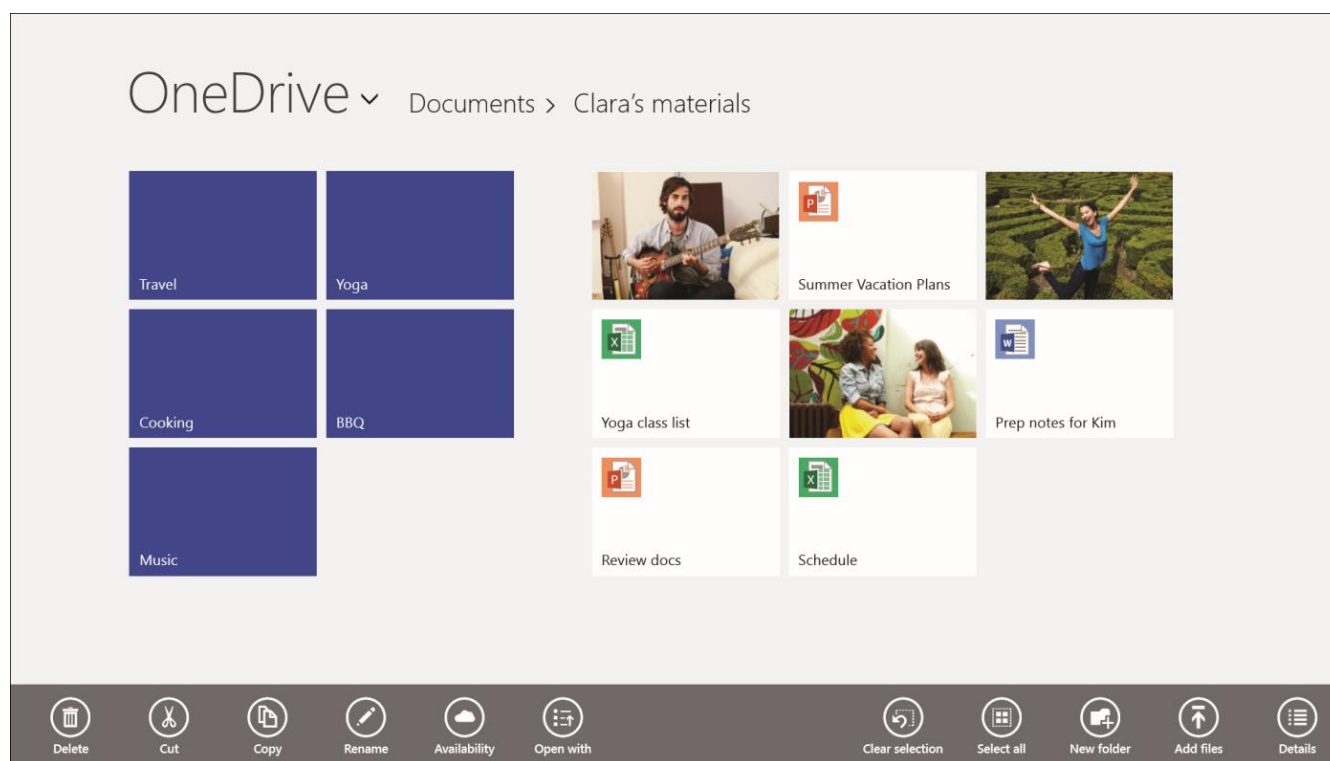 OneDrive
Documents > Clara's materials
Travel
Yoga
Summer Vacation Plans
Cooking
BBQ
Yoga class list
Prep notes for Kim
Music
Review docs
Schedule
Delete
Cut
Copy
Rename
Availability
Open with
Clear selection
Select all
New folder
Add files
Details